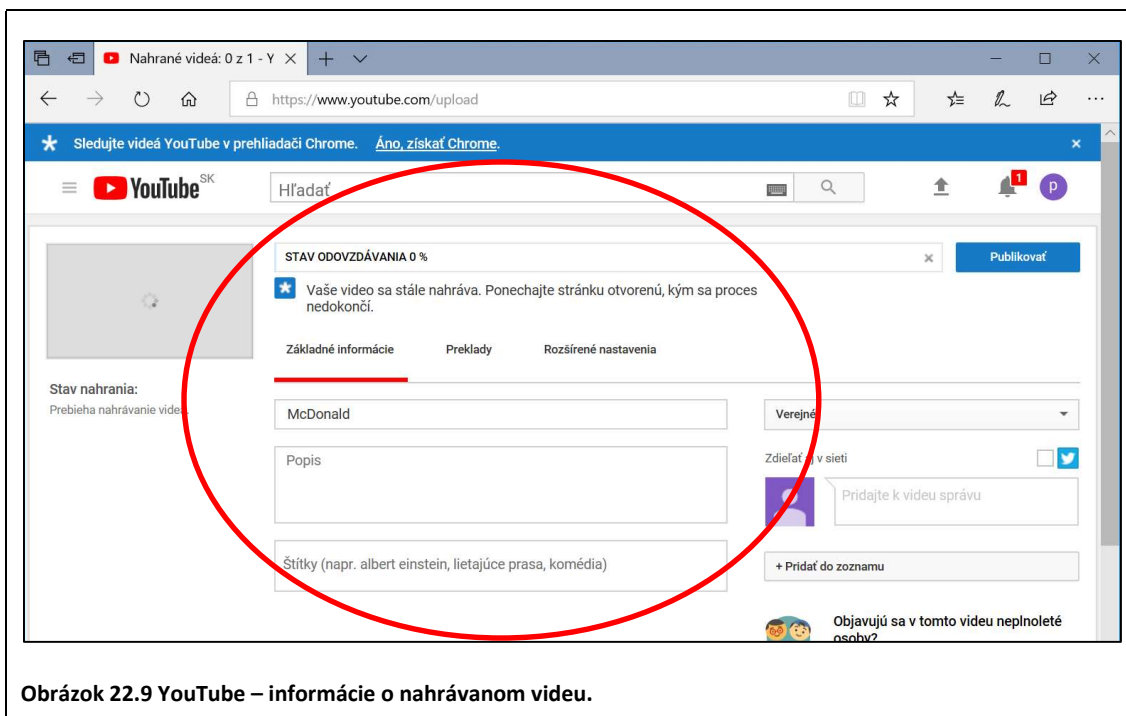 Nahrané videá: 0 z 1 - Y
https://www.youtube.com/upload
Sledujte videá YouTube v prehliadači Chrome. Áno, získať Chrome.
YouTube SK
Hľadať
1
p
STAV ODOVZDÁVANIA 0 %
Publikovať
Vaše video sa stále nahráva. Ponechajte stránku otvorenú, kým sa proces
nedokončí.
Základné informácie Preklady Rozšírené nastavenia
Stav nahrania:
Prebieha nahrávanie videa.
McDonald
Verejné
Popis
Zdieľať aj v sieti
Pridajte k videu správu
Štítky (napr. albert einstein, lietajúce prasa, komédia)
+ Pridať do zoznamu
Objavujú sa v tomto videu neplnoleté
osoby?
Obrázok 22.9 YouTube – informácie o nahrávanom videu.